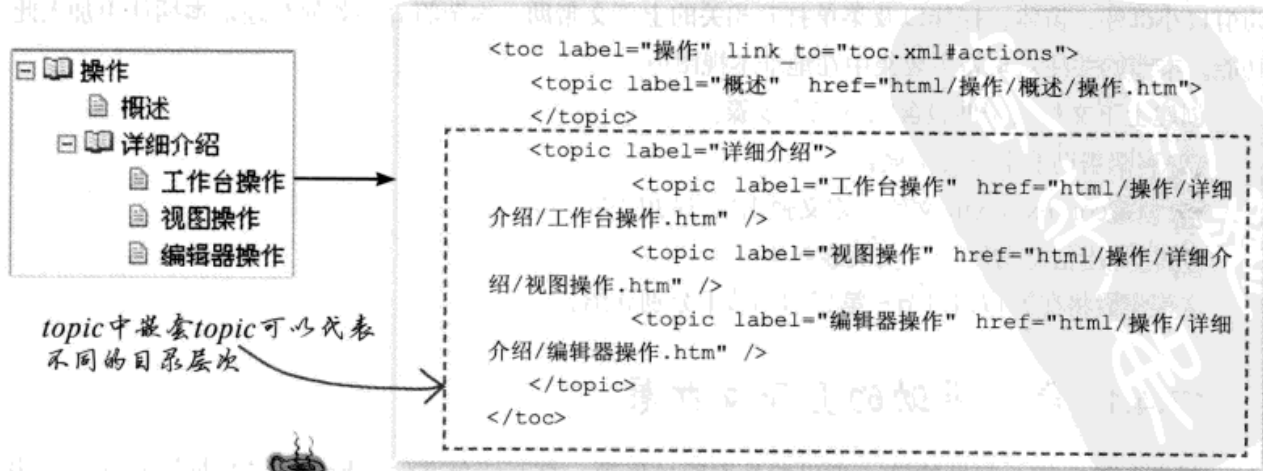 操作
概述
详细介绍
工作台操作
视图操作
编辑器操作
topic中嵌套topic可以代表
不同的目录层次
<toc label="操作" link_to="toc.xml#actions">
<topic label="概述" href="html/操作/概述/操作.htm">
</topic>
<topic label="详细介绍">
<topic label="工作台操作" href="html/操作/详细
介绍/工作台操作.htm" />
<topic label="视图操作" href="html/操作/详细介
绍/视图操作.htm" />
<topic label="编辑器操作" href="html/操作/详细
介绍/编辑器操作.htm" />
</topic>
</toc>